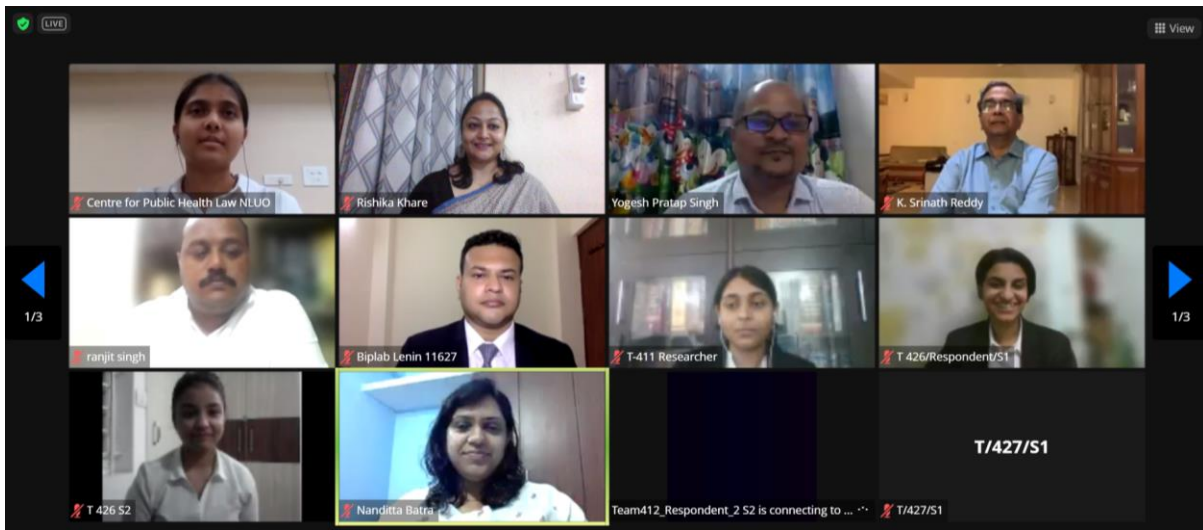 LIVE
View
Centre for Public Health Law NLUO
Rishika Khare
Yogesh Pratap Singh
K. Srinath Reddy
1/3
1/3
ranjit singh
Biplab Lenin 11627
T-411 Researcher
T 426/Respondent/S1
T 426 S2
Nanditta Batra
Team412_Respondent_2 S2 is connecting to ...
T/427/S1
T/427/S1